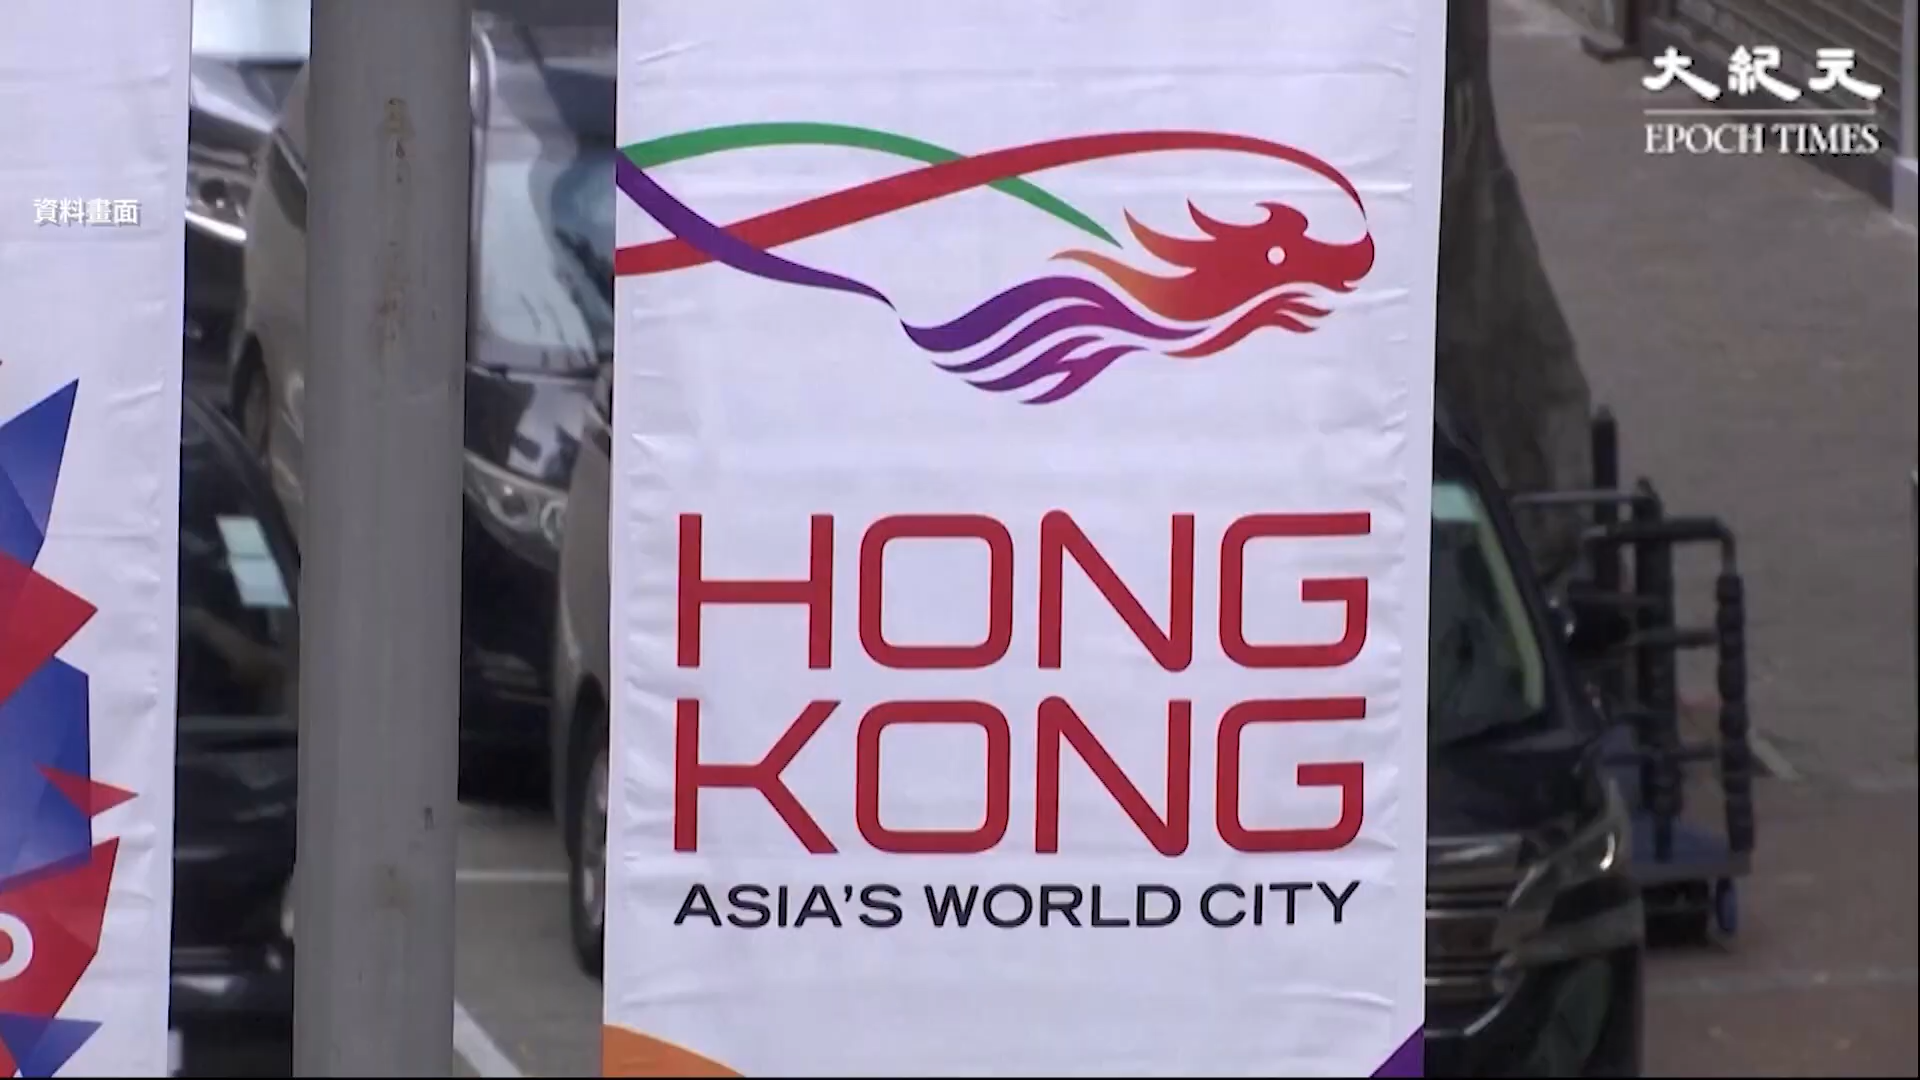 大紀元
EPOCH TIMES
資料畫面
HONG
KONG
ASIA'S WORLD CITY